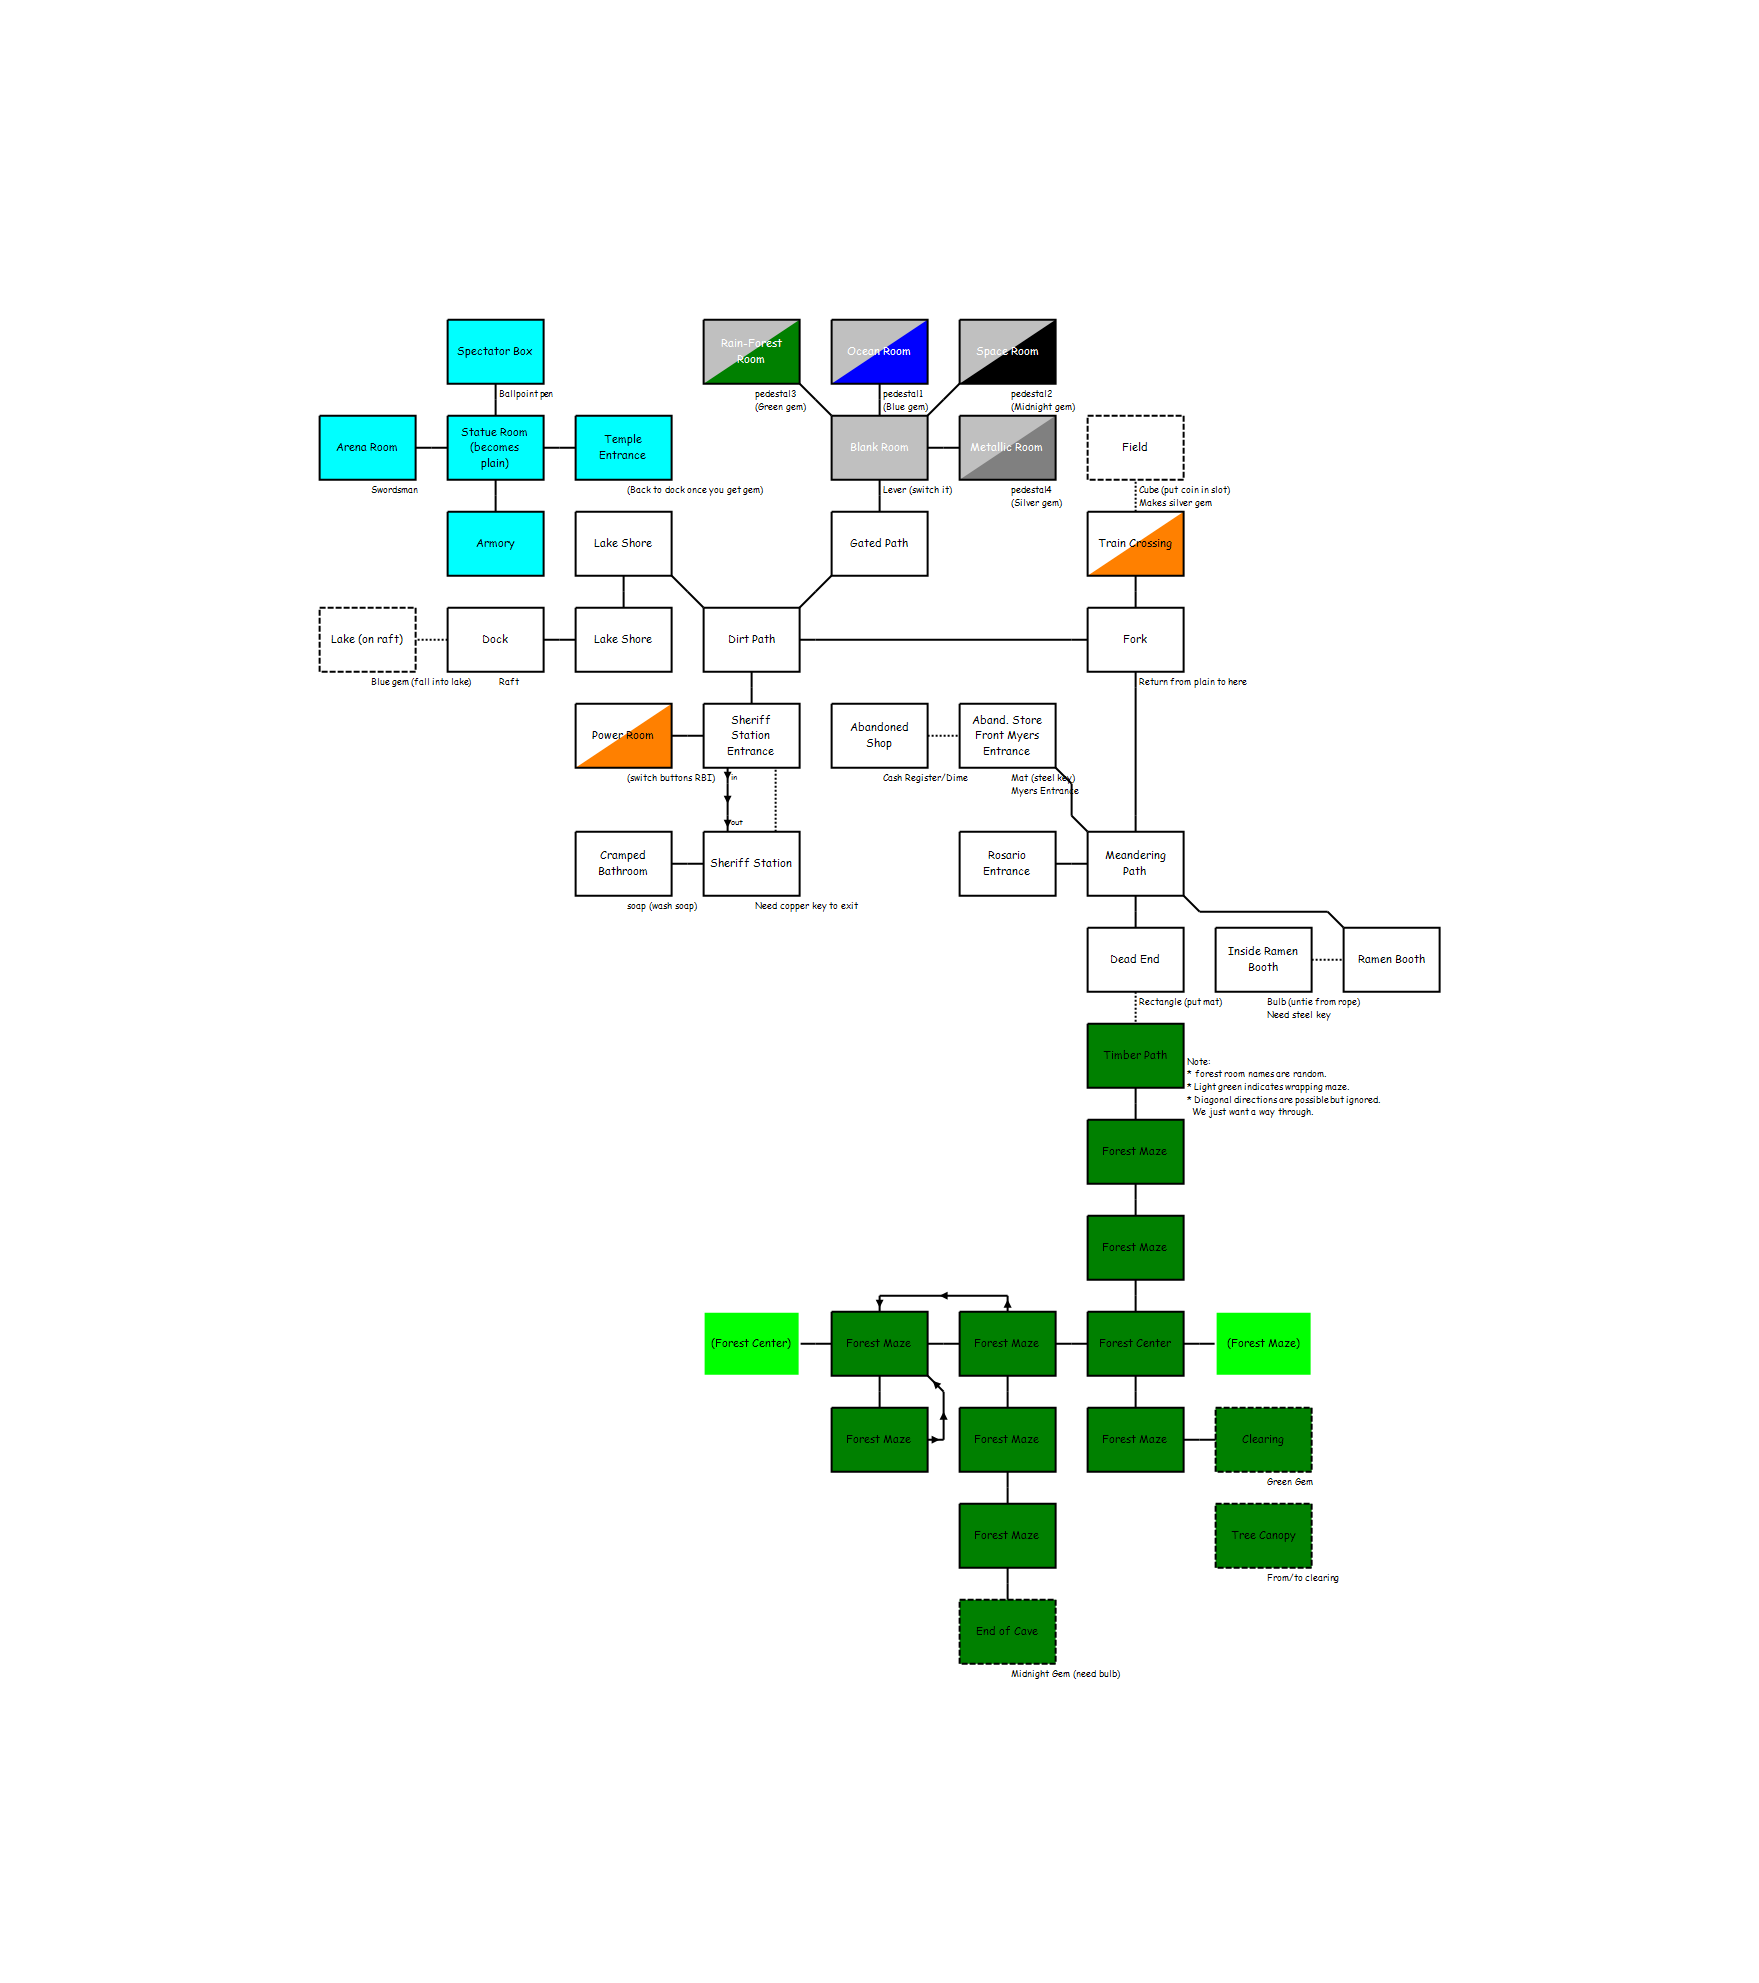 Spectator Box
Rain-Forest
Room
Ocean Room
Space Room
Ballpoint pen
pedestal3
(Green gem)
pedestal1
(Blue gem)
pedestal2
(Midnight gem)
Arena Room
Statue Room
(becomes
plain)
Temple
Entrance
Blank Room
Metallic Room
Field
Swordsman
(Back to dock once you get gem)
Lever (switch it)
pedestal4
(Silver gem)
Cube (put coin in slot)
Makes silver gem
Armory
Lake Shore
Gated Path
Train Crossing
Lake (on raft)
Dock
Lake Shore
Dirt Path
Fork
Blue gem (fall into lake)
Raft
Return from plain to here
Power Room
Sheriff
Station
Entrance
Abandoned
Shop
Aband. Store
Front Myers
Entrance
(switch buttons RBI)
in
Cash Register/Dime
Mat (steel key)
Myers Entrance
out
Cramped
Bathroom
Sheriff Station
Rosario
Entrance
Meandering
Path
soap (wash soap)
Need copper key to exit
Dead End
Inside Ramen
Booth
Ramen Booth
Rectangle (put mat)
Bulb (untie from rope)
Need steel key
Timber Path
Note:
* forest room names are random.
* Light green indicates wrapping maze.
* Diagonal directions are possible but ignored.
We just want a way through.
Forest Maze
Forest Maze
(Forest Center)
Forest Maze
Forest Maze
Forest Center
(Forest Maze)
Forest Maze
Forest Maze
Forest Maze
Clearing
Green Gem
Forest Maze
Tree Canopy
From/to clearing
End of Cave
Midnight Gem (need bulb)